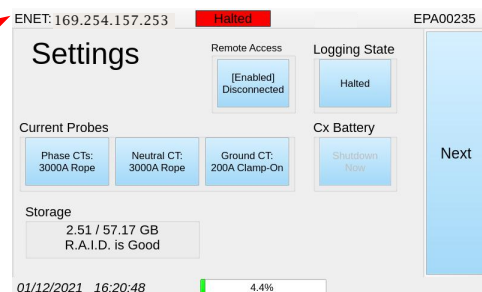 ENET: 169.254.157.253 Halted EPA00235
Settings
Remote Access
[Enabled]
Disconnected
Logging State
Halted
Current Probes
Phase CTs:
3000A Rope
Neutral CT:
3000A Rope
Ground CT:
200A Clamp-On
Cx Battery
Shutdown
Now
Next
Storage
2.51 / 57.17 GB
R.A.I.D. is Good
01/12/2021 16:20:48 4.4%